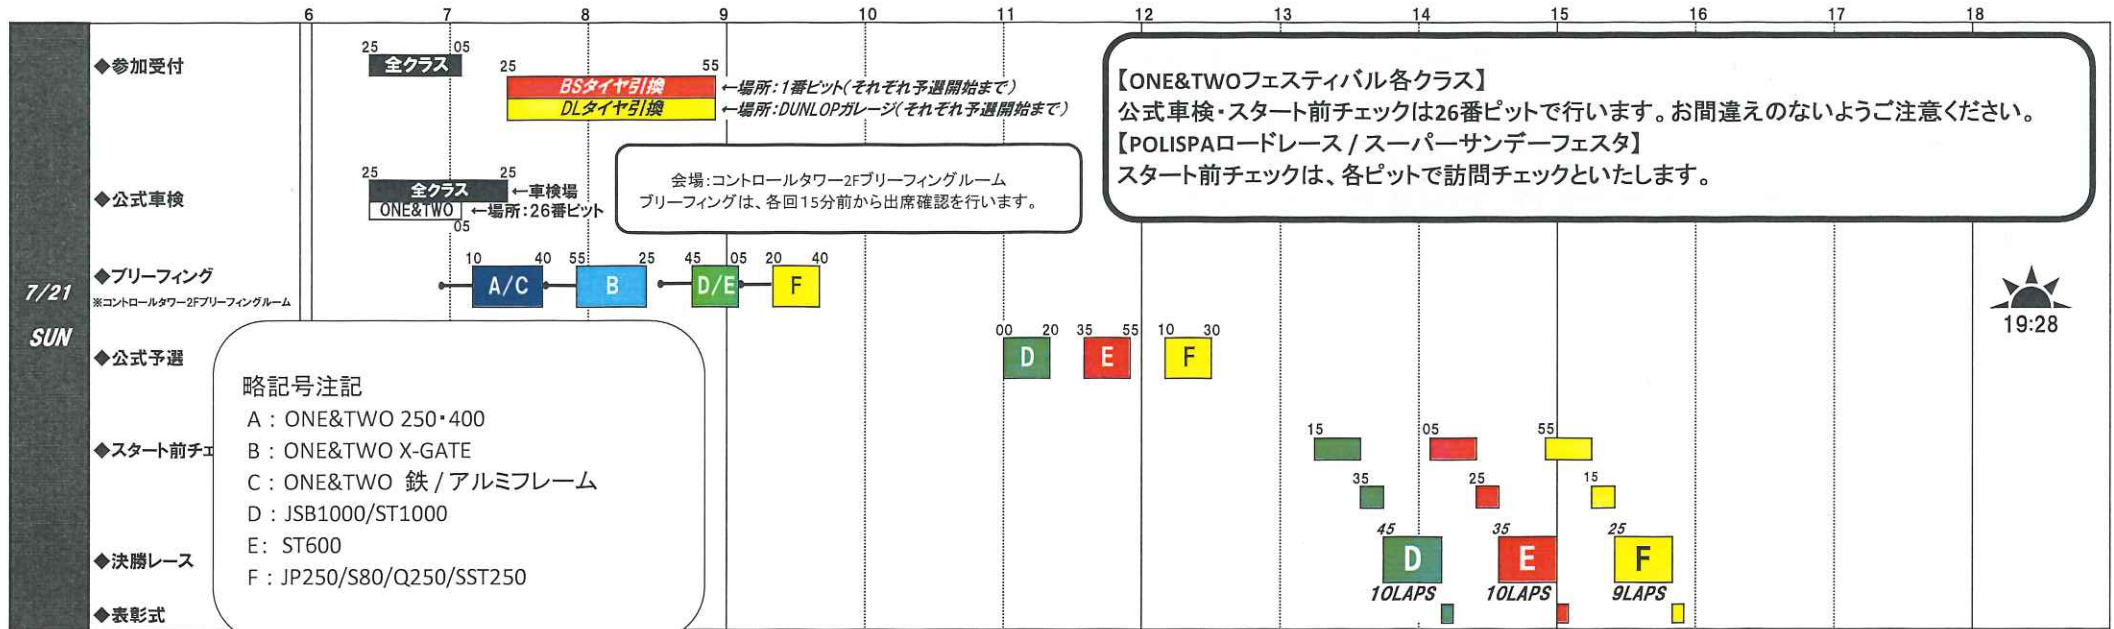 6 7 8 9 10 11 12 13 14 15 16 17 18
7/21
SUN
◆参加受付
25 05
全クラス
25 55
BSタイヤ引換 ←場所:1番ピット(それぞれ予選開始まで)
DLタイヤ引換 ←場所:DUNLOPガレージ(それぞれ予選開始まで)
【ONE&TWOフェスティバル各クラス】
公式車検・スタート前チェックは26番ピットで行います。お間違えのないようご注意ください。
【POLISPAロードレース / スーパーサンデーフェスタ】
スタート前チェックは、各ピットで訪問チェックといたします。
◆公式車検
25 25
全クラス ←車検場
ONE&TWO ←場所:26番ピット
05
会場:コントロールタワー2Fブリーフィングルーム
ブリーフィングは、各回15分前から出席確認を行います。
◆ブリーフィング
※コントロールタワー2Fブリーフィングルーム
10 40 55 25 45 05 20 40
A/C B D/E F
19:28
◆公式予選
00 20 35 55 10 30
D E F
略記号注記
A : ONE&TWO 250・400
B : ONE&TWO X-GATE
C : ONE&TWO 鉄 / アルミフレーム
D : JSB1000/ST1000
E: ST600
F : JP250/S80/Q250/SST250
◆スタート前チェ
15 05 55
35 25 15
◆決勝レース
45 35 25
D E F
10LAPS 10LAPS 9LAPS
◆表彰式